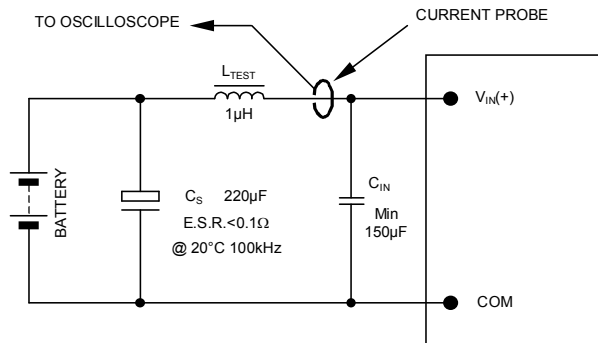 TO OSCILLOSCOPE
CURRENT PROBE
LTEST
1µH
VIN(+)
BATTERY
CS 220µF
E.S.R.<0.1Ω
@ 20°C 100kHz
CIN
Min
150µF
COM